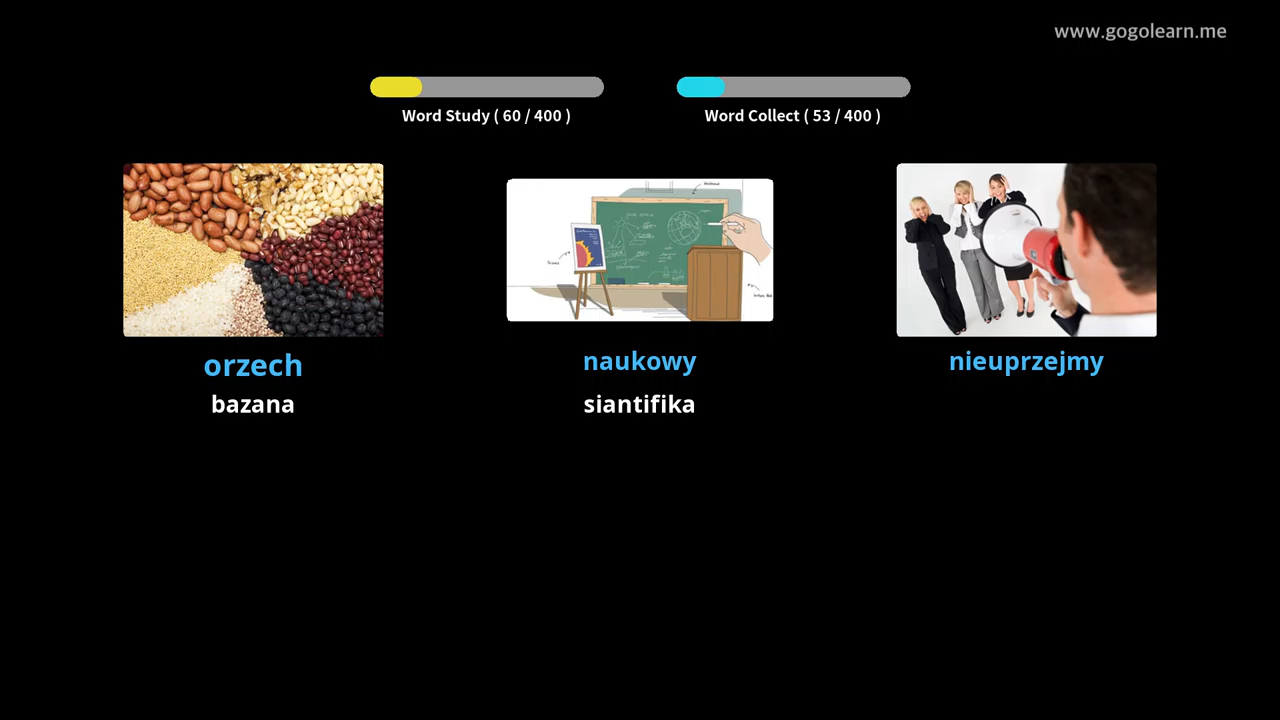 www.gogolearn.me
Word Study ( 60 / 400 )
Word Collect ( 53 / 400 )
orzech
naukowy
nieuprzejmy
bazana
siantifika